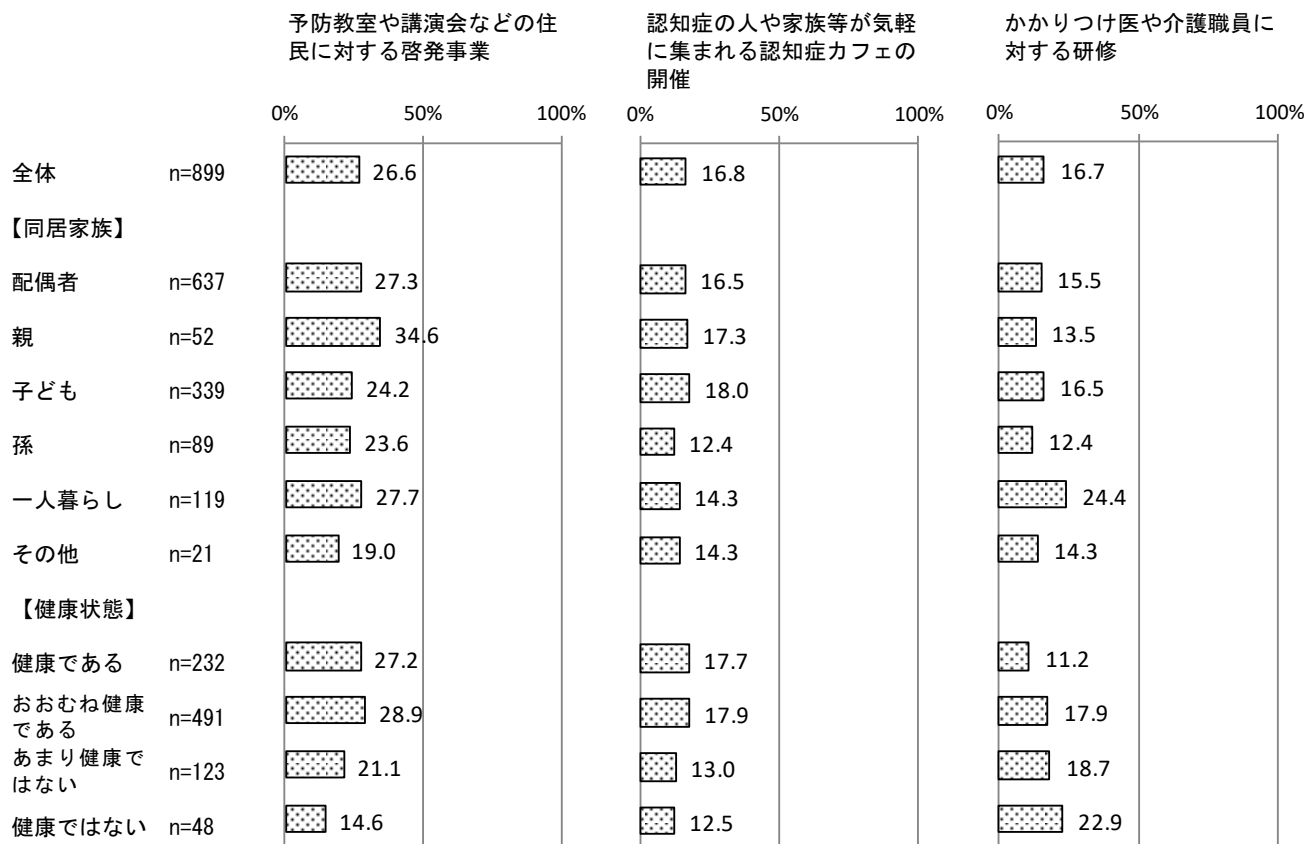 予防教室や講演会などの住
民に対する啓発事業
認知症の人や家族等が気軽
に集まれる認知症カフェの
開催
かかりつけ医や介護職員に
対する研修
0% 50% 100% 0% 50% 100% 0% 50% 100%
全体 n=899 26.6 16.8 16.7
【同居家族】
配偶者 n=637 27.3 16.5 15.5
親 n=52 34.6 17.3 13.5
子ども n=339 24.2 18.0 16.5
孫 n=89 23.6 12.4 12.4
一人暮らし n=119 27.7 14.3 24.4
その他 n=21 19.0 14.3 14.3
【健康状態】
健康である n=232 27.2 17.7 11.2
おおむね健康
である n=491 28.9 17.9 17.9
あまり健康で
はない n=123 21.1 13.0 18.7
健康ではない n=48 14.6 12.5 22.9